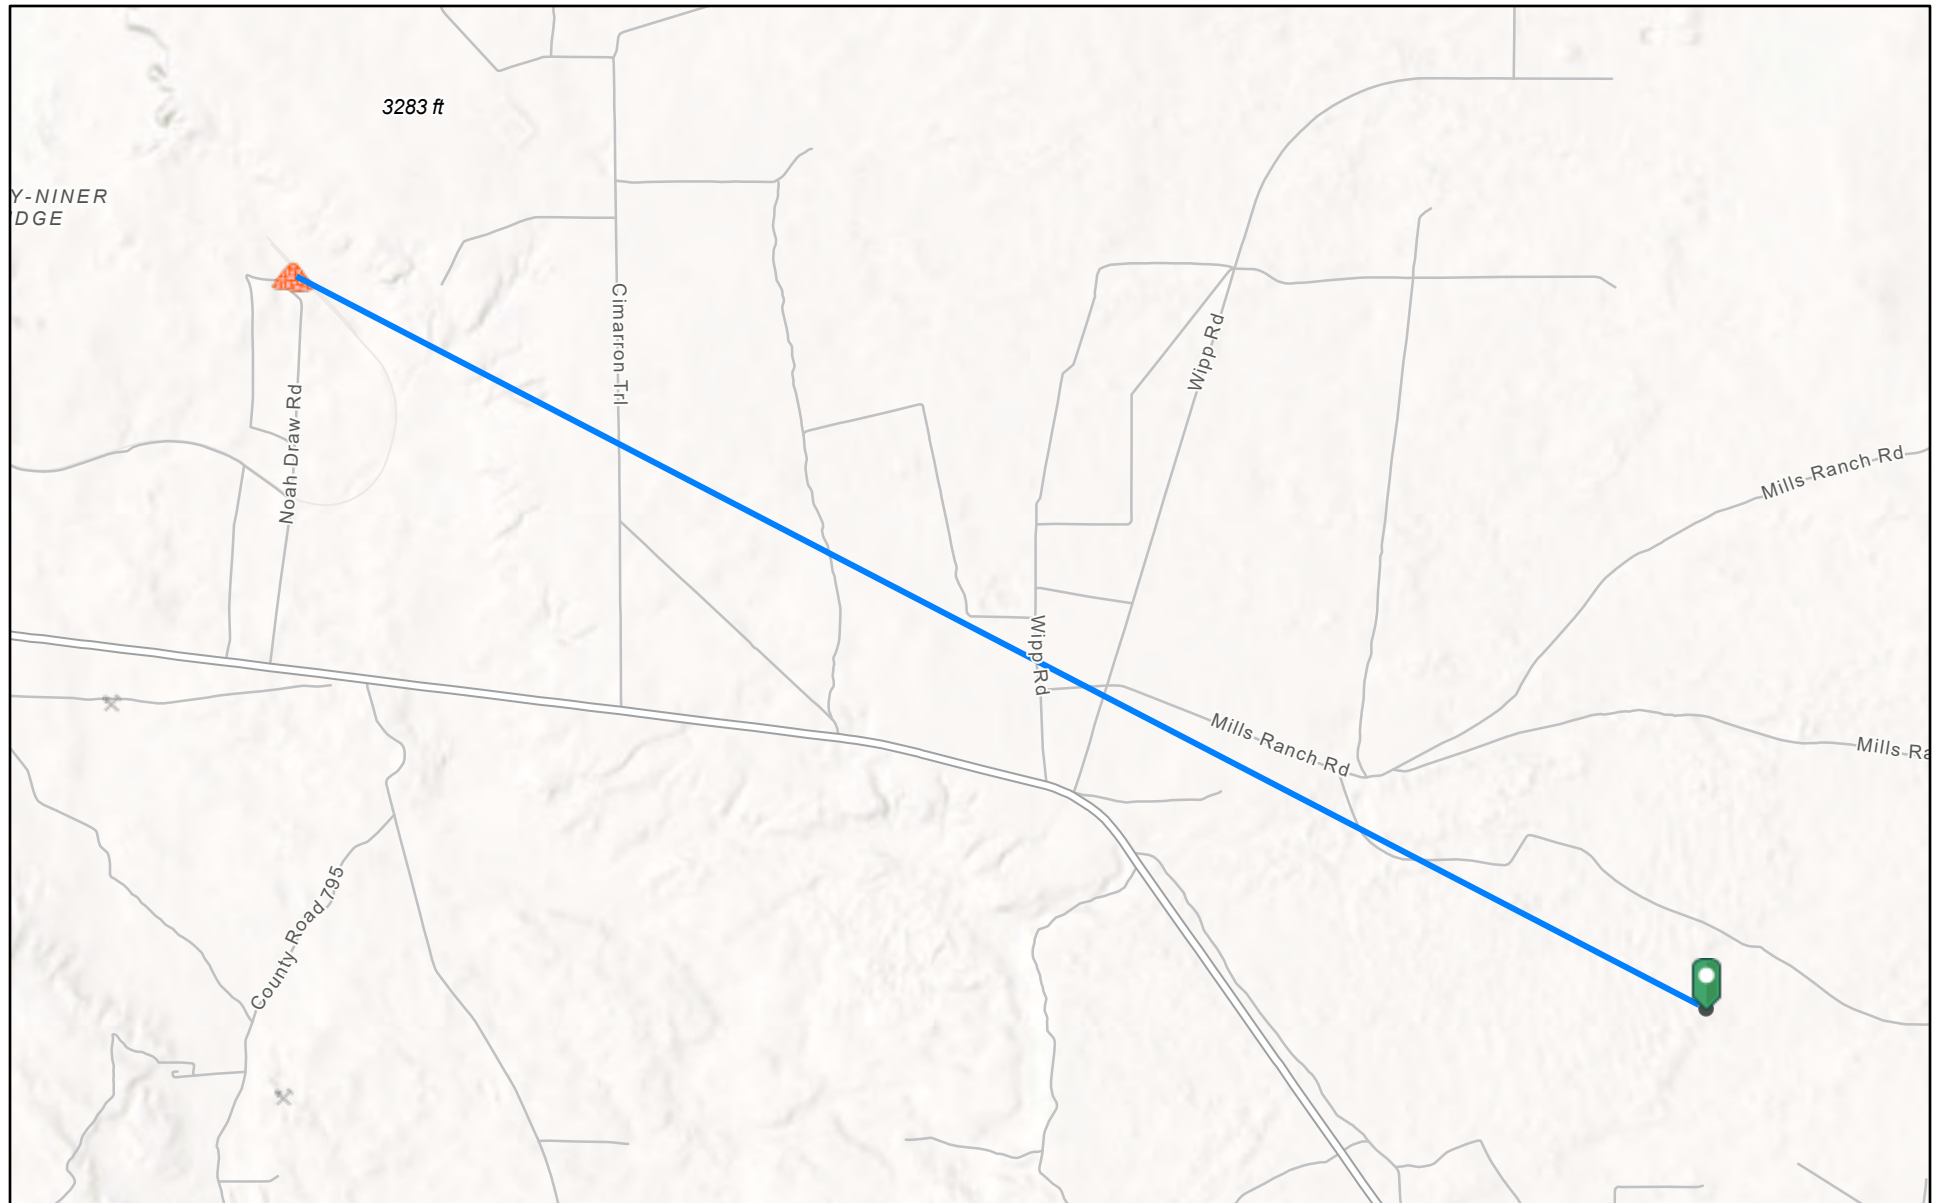 3283 ft
Y-NINER
IDGE
Cimarron Trl
Wipp Rd
Noah Draw Rd
Mills Ranch Rd
Wipp Rd
Mills Ranch Rd
Mills Ra
County Road 795